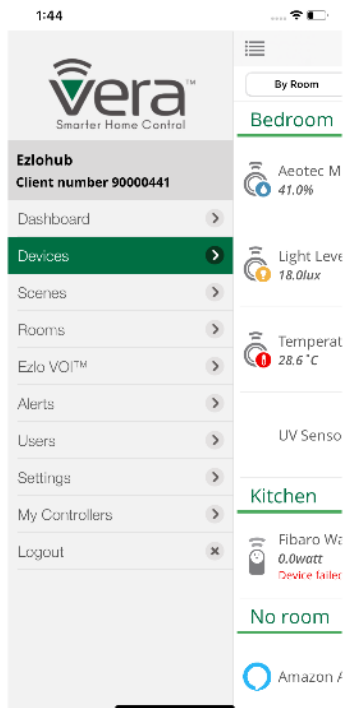 1:44
vera™
Smarter Home Control
Ezlohub
Client number 90000441
Dashboard
Devices
Scenes
Rooms
Ezlo VOI™
Alerts
Users
Settings
My Controllers
Logout
By Room
Bedroom
Aeotec M
41.0%
Light Leve
18.0lux
Temperat
28.6 °C
UV Senso
Kitchen
Fibaro Wa
0.0watt
Device failed
No room
Amazon A